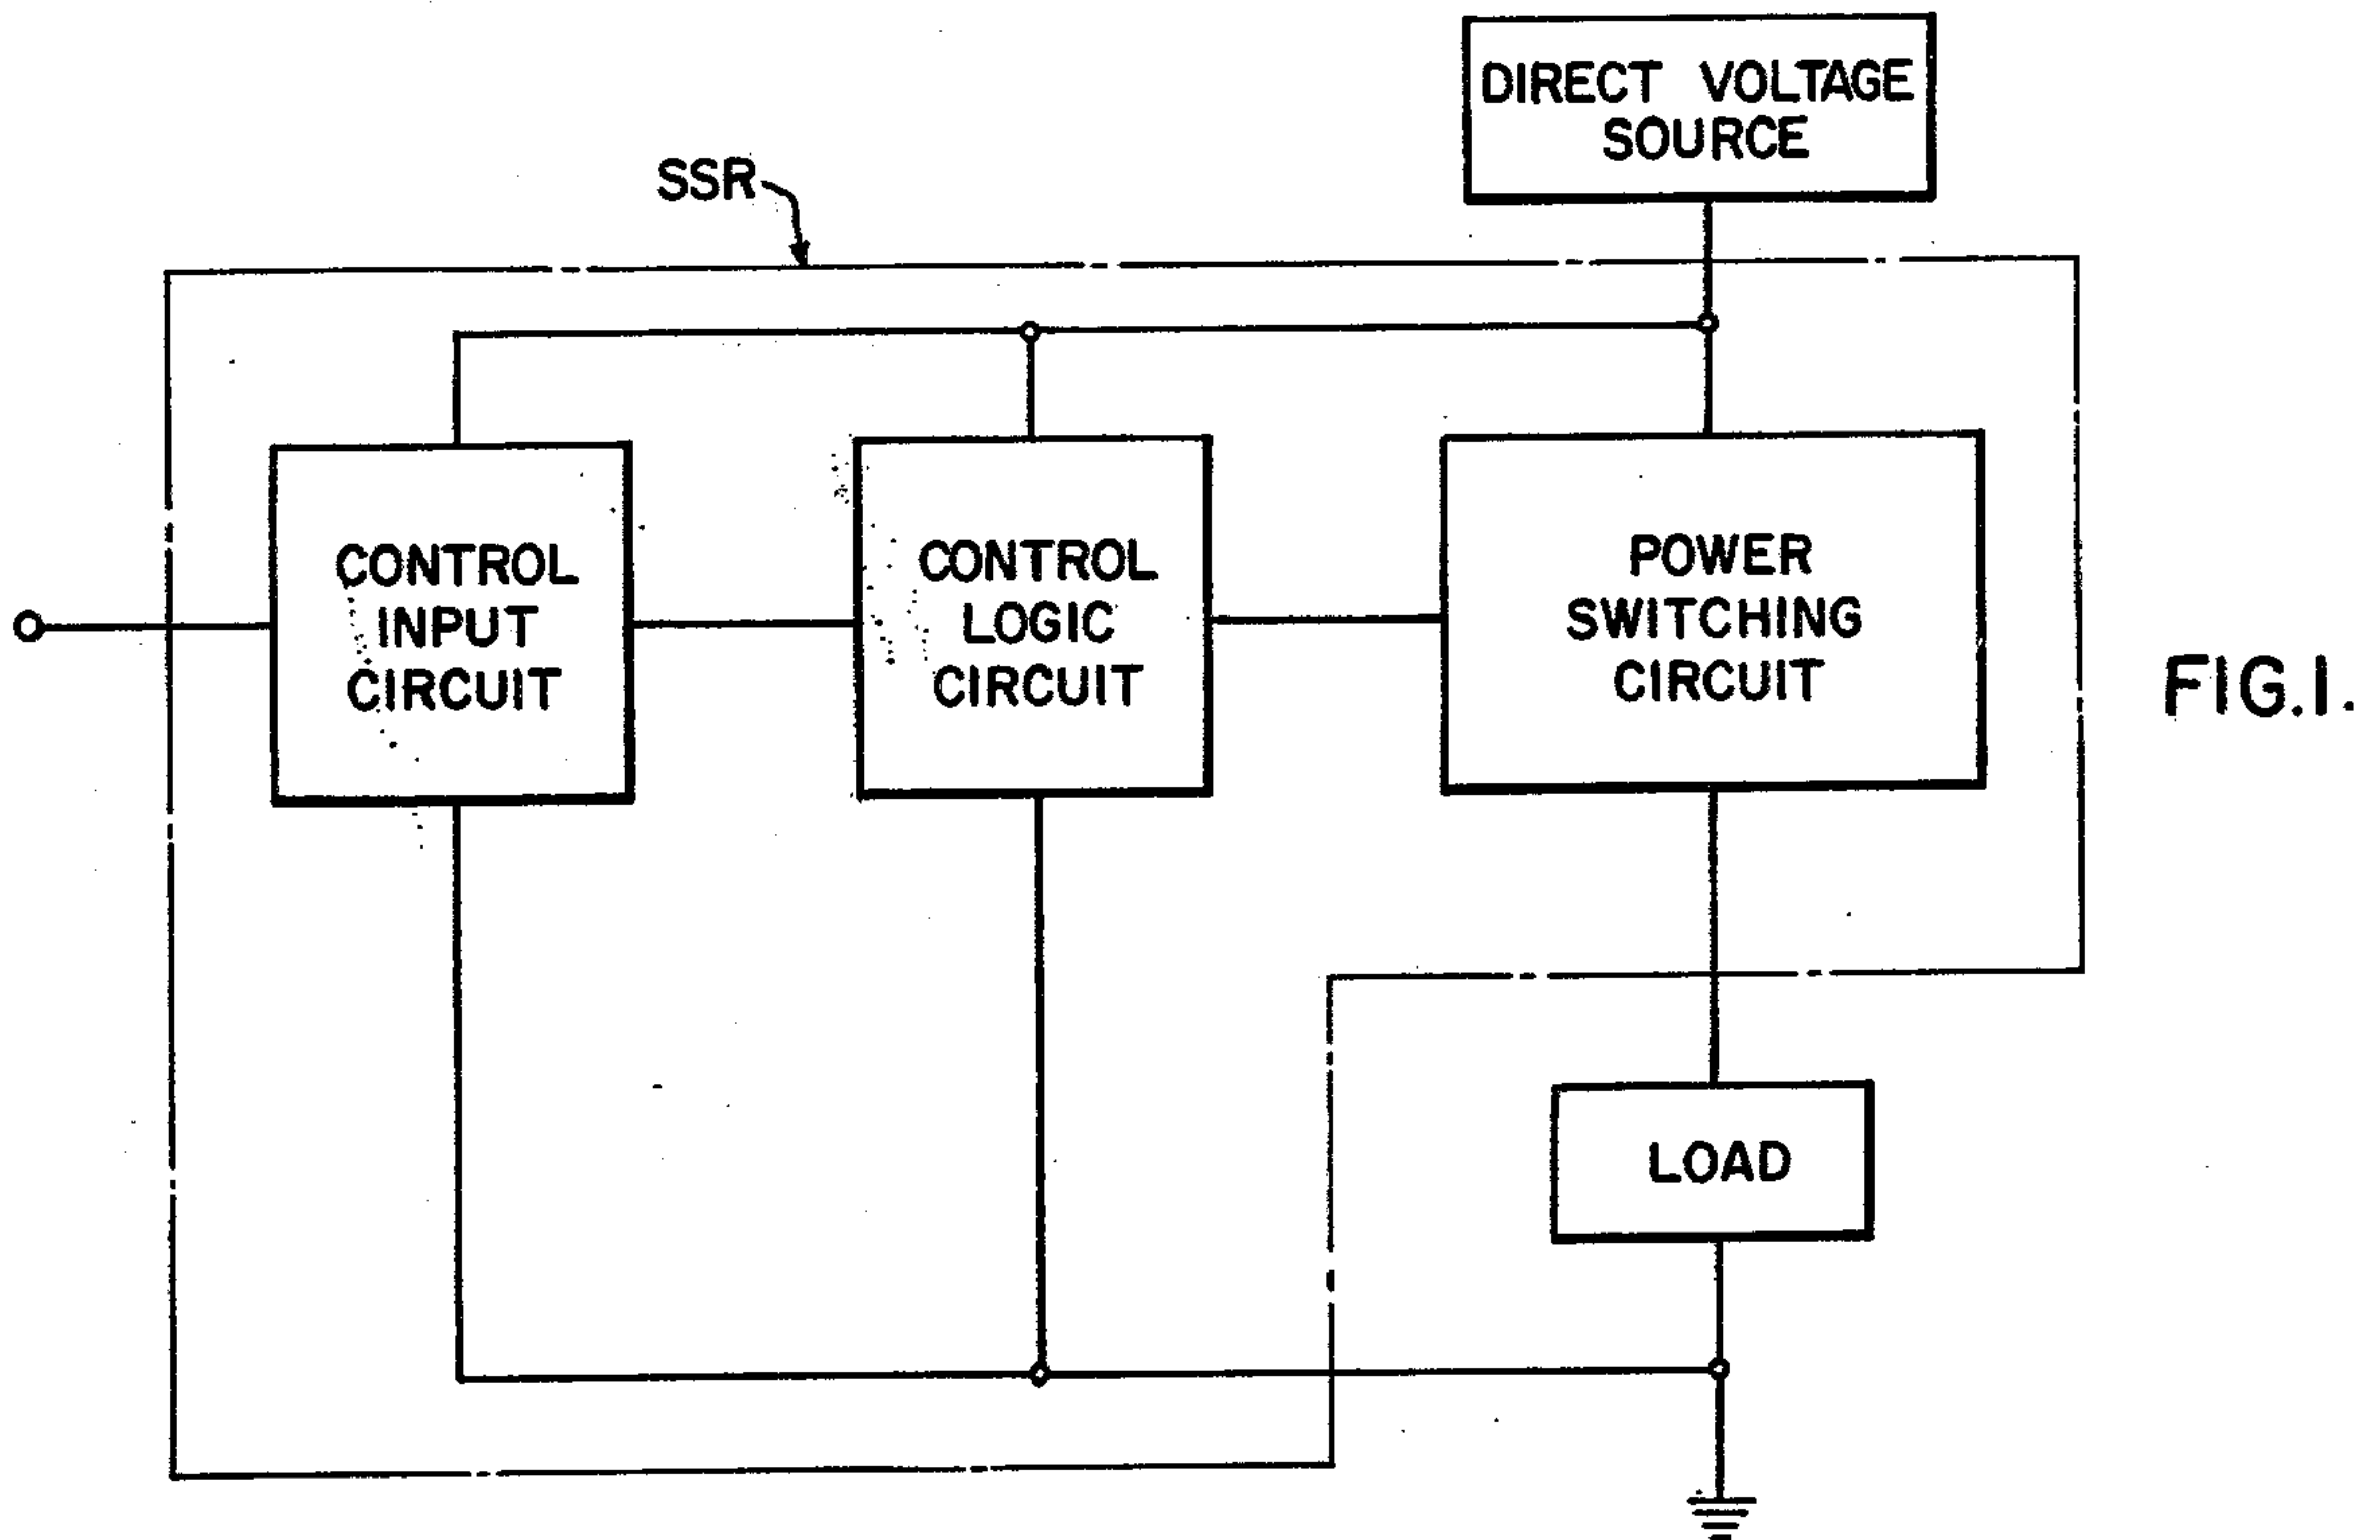 DIRECT VOLTAGE
SOURCE
SSR
CONTROL
INPUT
CIRCUIT
CONTROL
LOGIC
CIRCUIT
POWER
SWITCHING
CIRCUIT
FIG.1.
LOAD